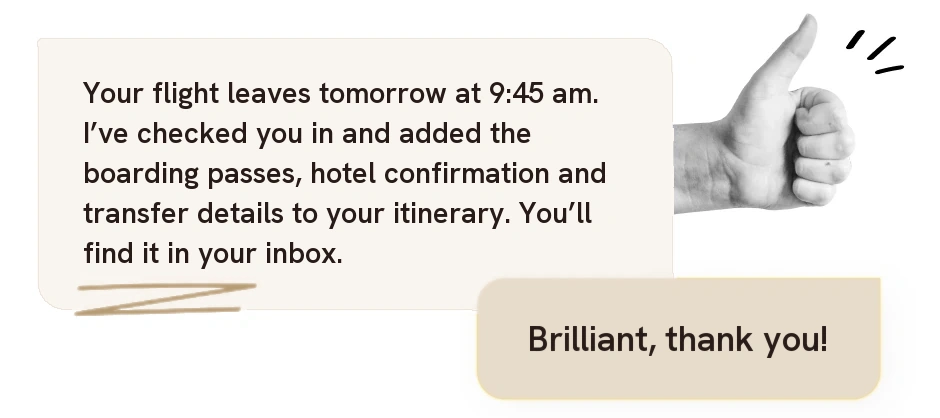 Your flight leaves tomorrow at 9:45 am.
I’ve checked you in and added the
boarding passes, hotel confirmation and
transfer details to your itinerary. You’ll
find it in your inbox.
Brilliant, thank you!